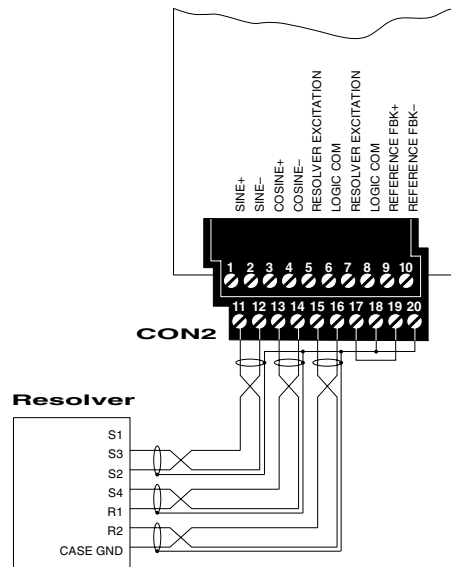 SINE+
SINE–
COSINE+
COSINE–
RESOLVER EXCITATION
LOGIC COM
RESOLVER EXCITATION
LOGIC COM
REFERENCE FBK+
REFERENCE FBK–
1 2 3 4 5 6 7 8 9 10
11 12 13 14 15 16 17 18 19 20
CON2
Resolver
S1
S3
S2
S4
R1
R2
CASE GND